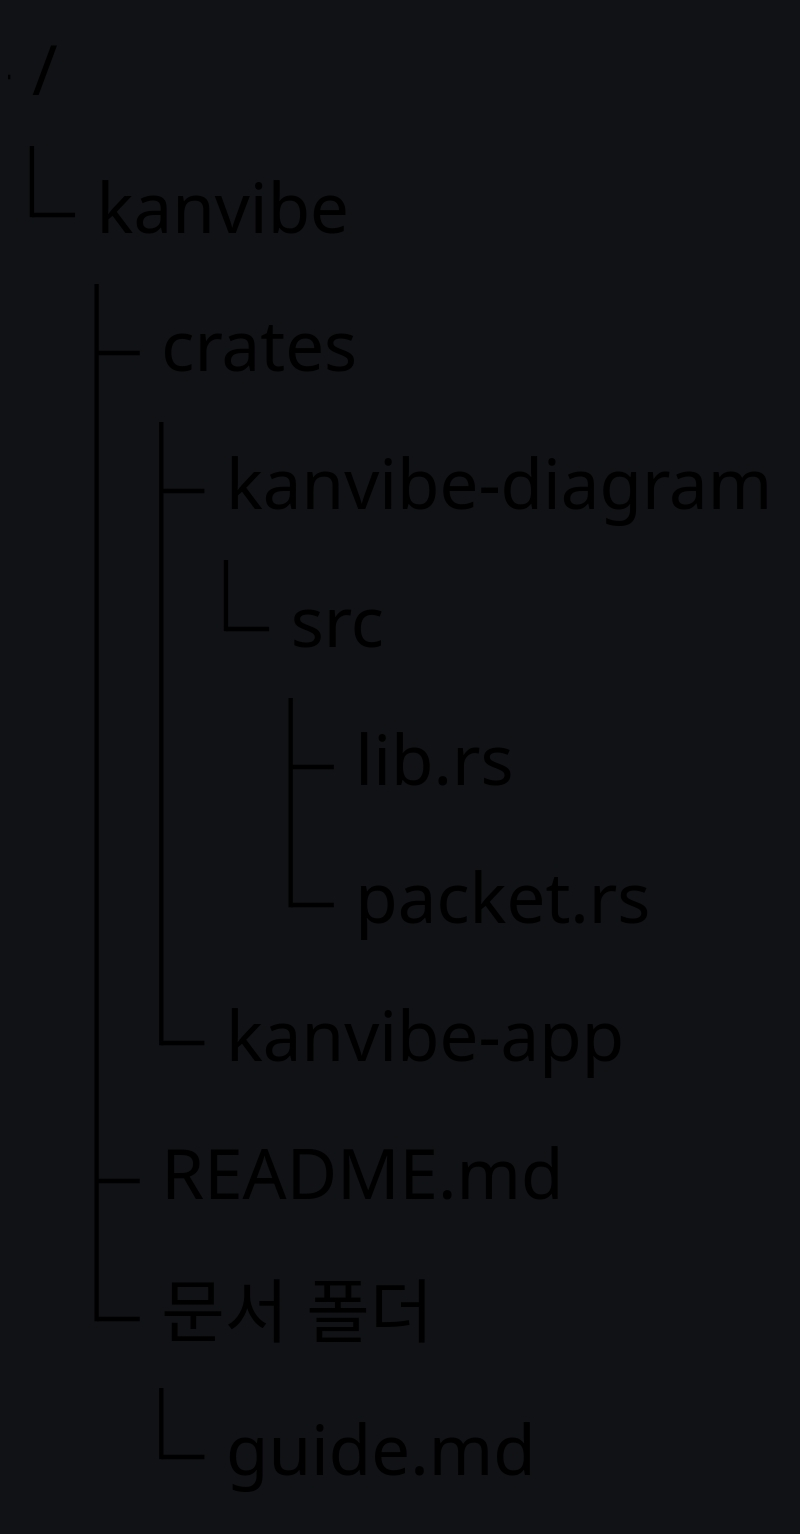 /
kanvibe
crates
kanvibe-diagram
src
lib.rs
packet.rs
kanvibe-app
README.md
문서 폴더
guide.md